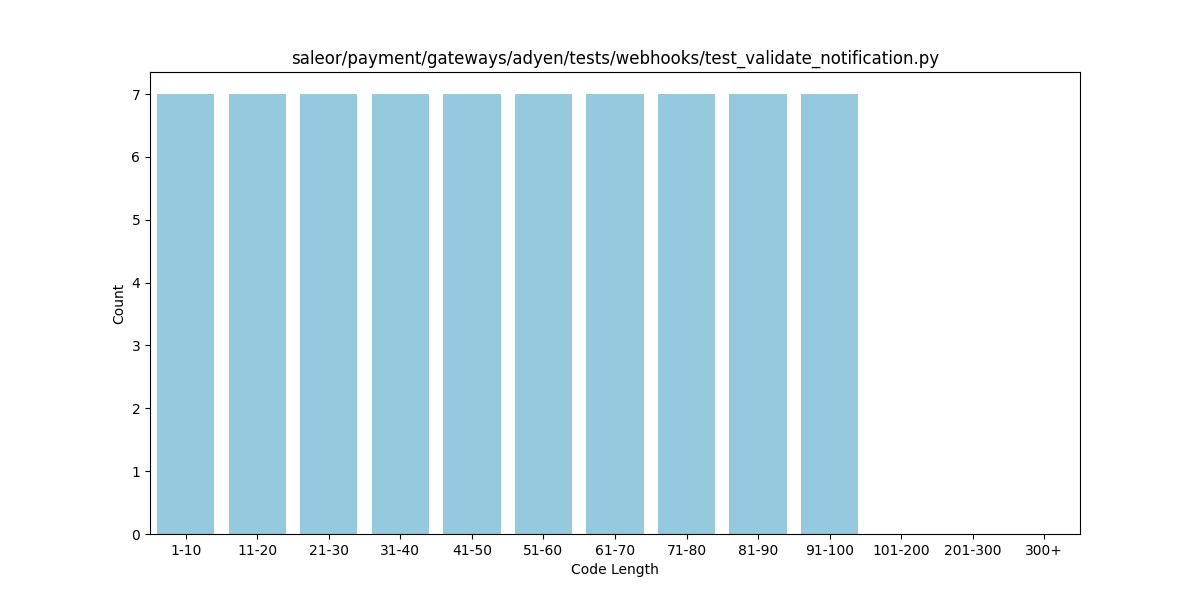 saleor/payment/gateways/adyen/tests/webhooks/test_validate_notification.py
7
6
5
4
3
2
1
0
Count
1-10 11-20 21-30 31-40 41-50 51-60 61-70 71-80 81-90 91-100 101-200 201-300 300+
Code Length